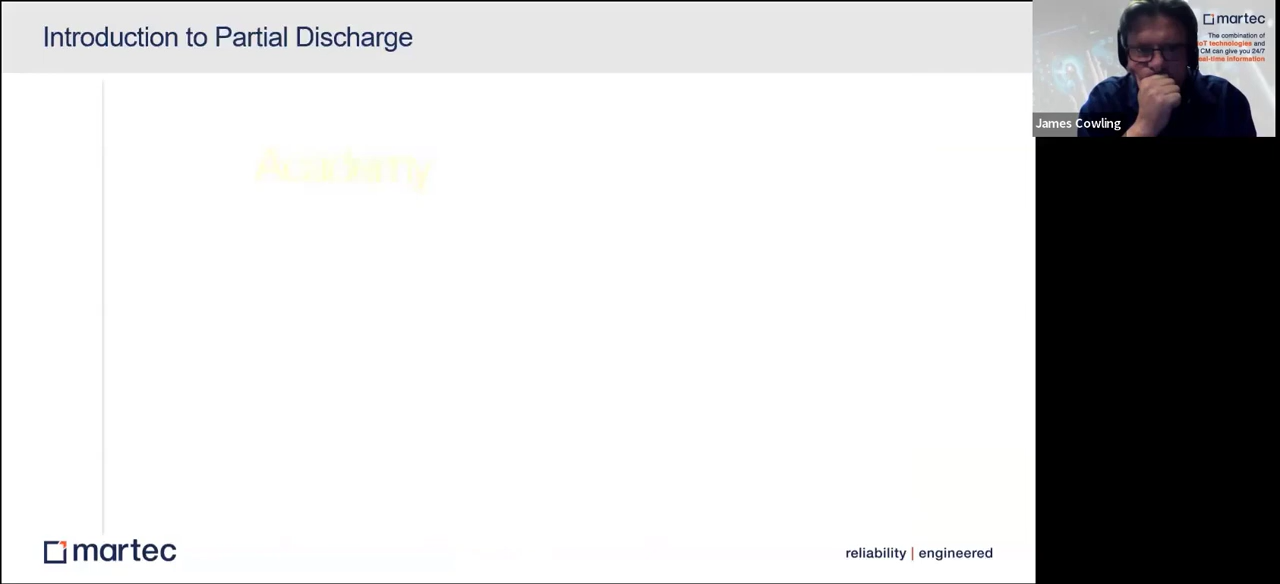 Introduction to Partial Discharge
martec
The combination of
IoT technologies and
CM can give you 24/7
real-time information
James Cowling
Academy
martec
reliability | engineered